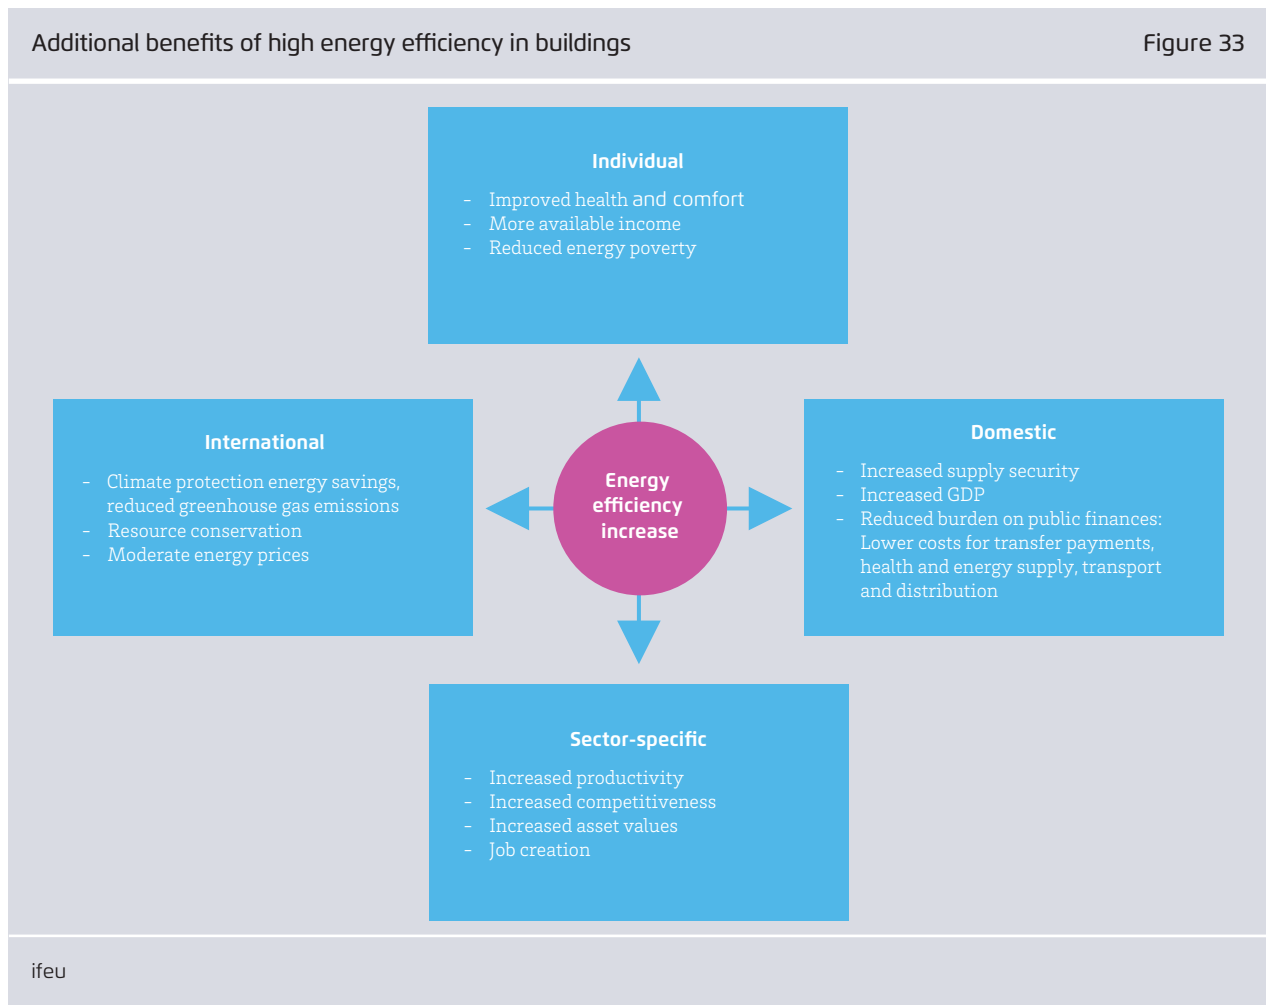 Additional benefits of high energy efficiency in buildings
Figure 33
Individual
- Improved health and comfort
- More available income
- Reduced energy poverty
International
- Climate protection energy savings,
reduced greenhouse gas emissions
- Resource conservation
- Moderate energy prices
Energy
efficiency
increase
Domestic
- Increased supply security
- Increased GDP
- Reduced burden on public finances:
Lower costs for transfer payments,
health and energy supply, transport
and distribution
Sector-specific
- Increased productivity
- Increased competitiveness
- Increased asset values
- Job creation
ifeu